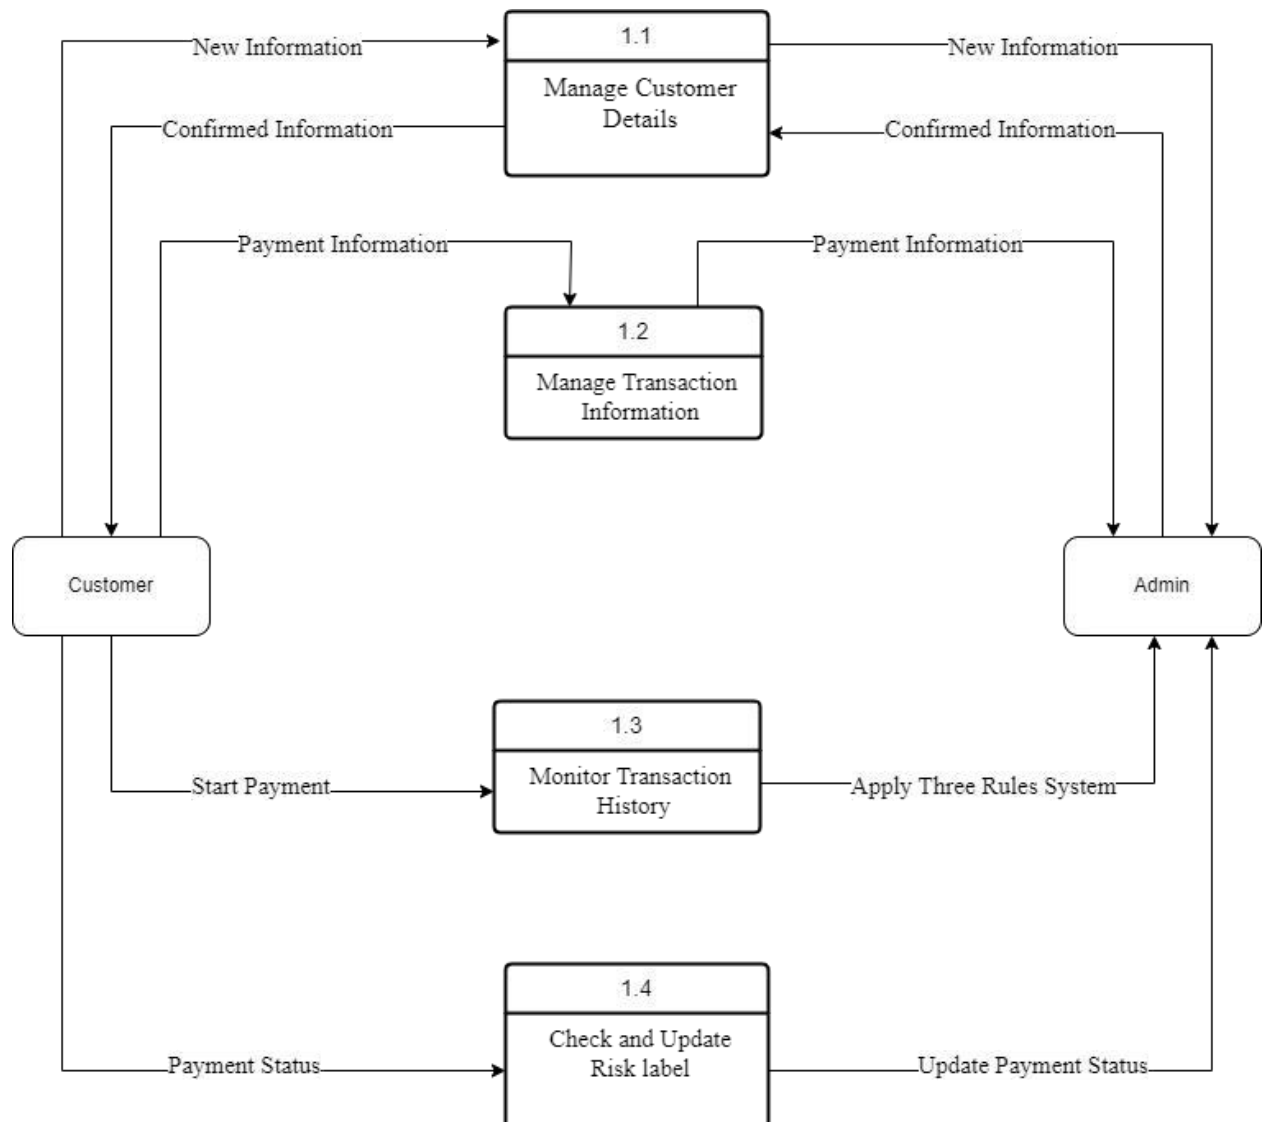 1.1
New Information
New Information
Manage Customer
Details
Confirmed Information
Confirmed Information
Payment Information
Payment Information
1.2
Manage Transaction
Information
Customer
Admin
1.3
Monitor Transaction
History
Start Payment
Apply Three Rules System
1.4
Check and Update
Risk label
Payment Status
Update Payment Status